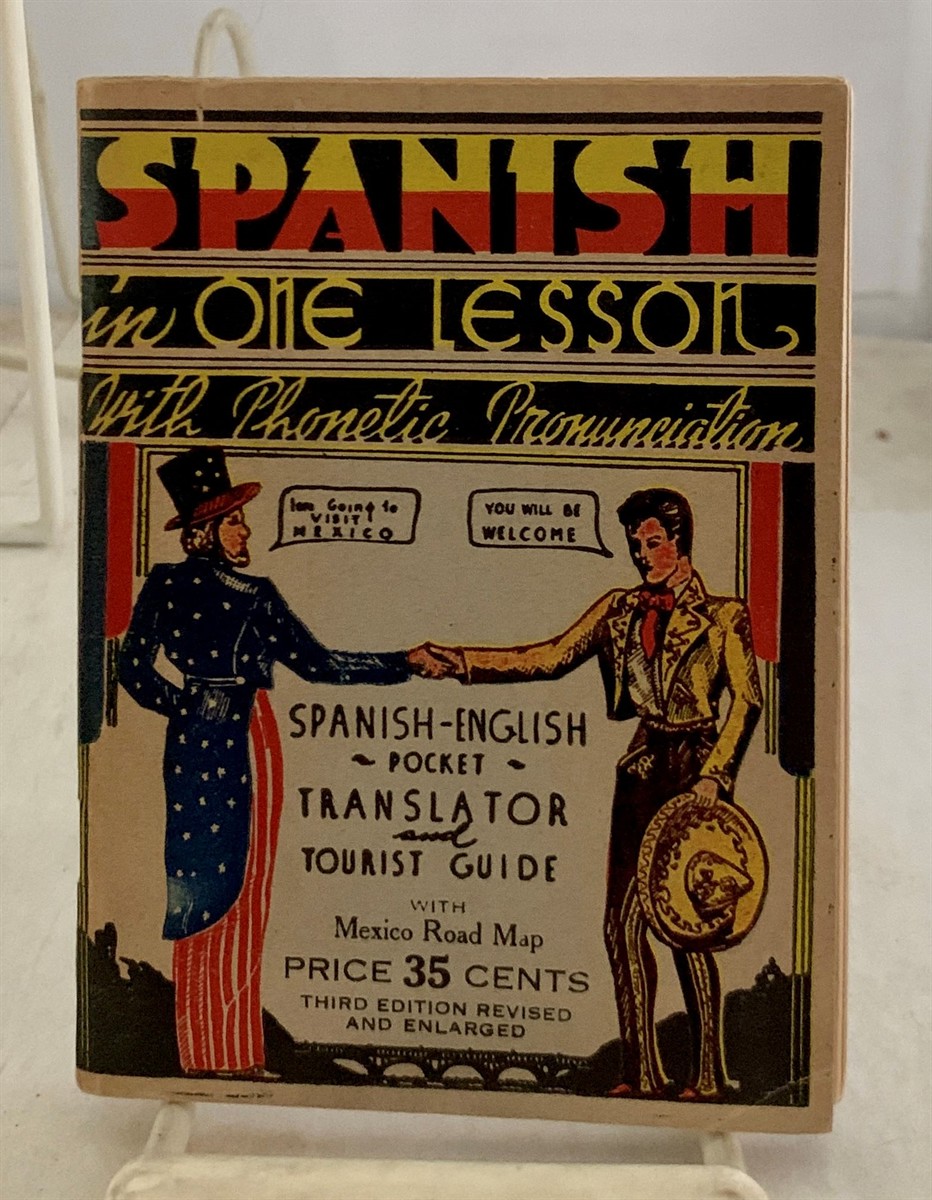 SPANISH
in ONE LESSON
With Phonetic Pronunciation
I am Going to
VISIT
MEXICO
YOU WILL BE
WELCOME
SPANISH-ENGLISH
~ POCKET ~
TRANSLATOR
and
TOURIST GUIDE
WITH
Mexico Road Map
PRICE 35 CENTS
THIRD EDITION REVISED
AND ENLARGED